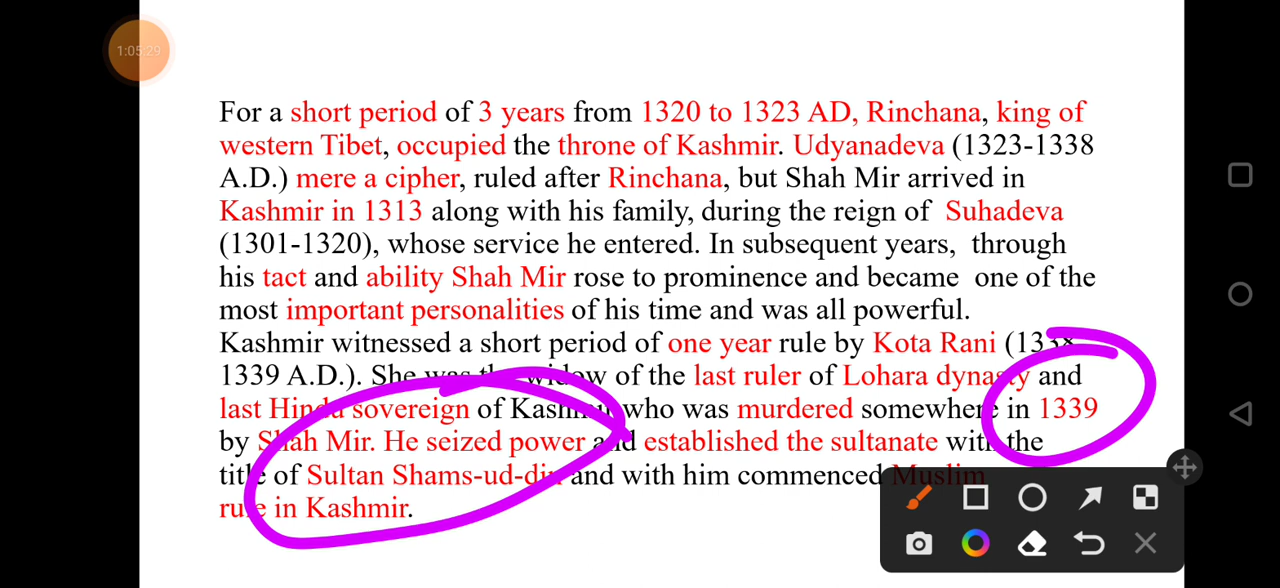 1:05:29
For a short period of 3 years from 1320 to 1323 AD, Rinchana, king of
western Tibet, occupied the throne of Kashmir. Udyanadeva (1323-1338
A.D.) mere a cipher, ruled after Rinchana, but Shah Mir arrived in
Kashmir in 1313 along with his family, during the reign of Suhadeva
(1301-1320), whose service he entered. In subsequent years, through
his tact and ability Shah Mir rose to prominence and became one of the
most important personalities of his time and was all powerful.
Kashmir witnessed a short period of one year rule by Kota Rani (1338-
1339 A.D.). She was the widow of the last ruler of Lohara dynasty and
last Hindu sovereign of Kashmir who was murdered somewhere in 1339
by Shah Mir. He seized power and established the sultanate with the
title of Sultan Shams-ud-din and with him commenced Muslim
rule in Kashmir.